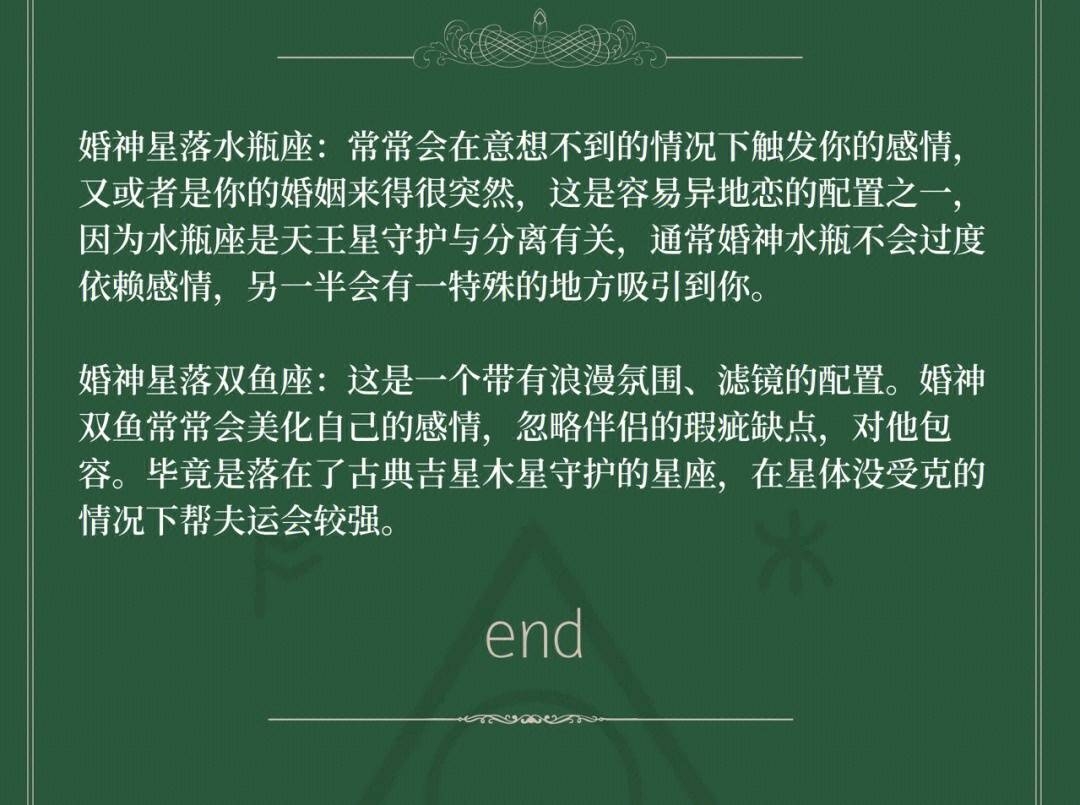 婚神星落水瓶座：常常会在意想不到的情况下触发你的感情，
又或者是你的婚姻来得很突然，这是容易异地恋的配置之一，
因为水瓶座是天王星守护与分离有关，通常婚神水瓶不会过度
依赖感情，另一半会有一特殊的地方吸引到你。
婚神星落双鱼座：这是一个带有浪漫氛围、滤镜的配置。婚神
双鱼常常会美化自己的感情，忽略伴侣的瑕疵缺点，对他包
容。毕竟是落在了古典吉星木星守护的星座，在星体没受克的
情况下帮夫运会较强。
end